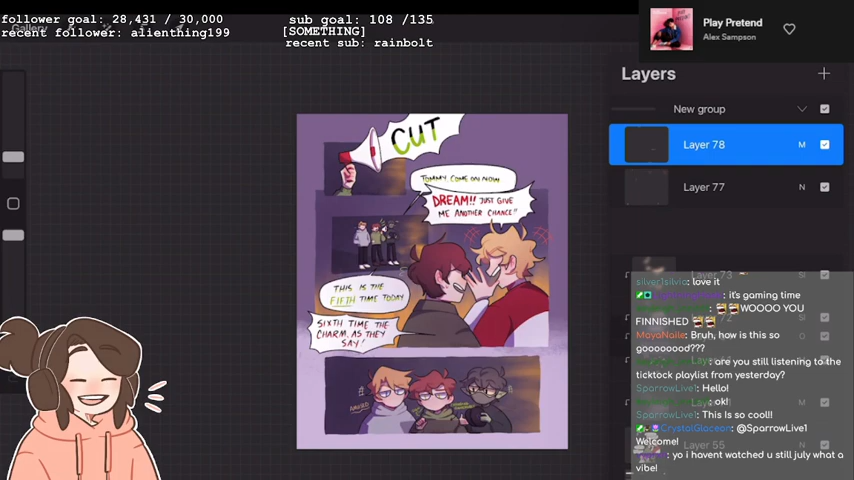 follower goal: 28,431 / 30,000
recent follower: alienthing199
sub goal: 108 /135
[SOMETHING]
recent sub: rainbolt
Play Pretend
Alex Sampson
Layers
New group
Layer 78 M
Layer 77 N
CUT
TOMMY COME ON NOW
DREAM!! JUST GIVE
ME ANOTHER CHANCE!!
THIS IS THE
FIFTH TIME TODAY
SIXTH TIME THE
CHARM, AS THEY
SAY!
Layer 73
silver1silvia: love it
: it's gaming time
: WOOOO YOU
FINNISHED
MayaNaile: Bruh, how is this so
goooooood???
: are you still listening to the
ticktock playlist from yesterday?
SparrowLive1: Hello!
: ok!
SparrowLive1: This is so cool!!
CrystalGlaceon: @SparrowLive1
Welcome!
Layer 55 N
: yo i havent watched u still july what a
vibe!